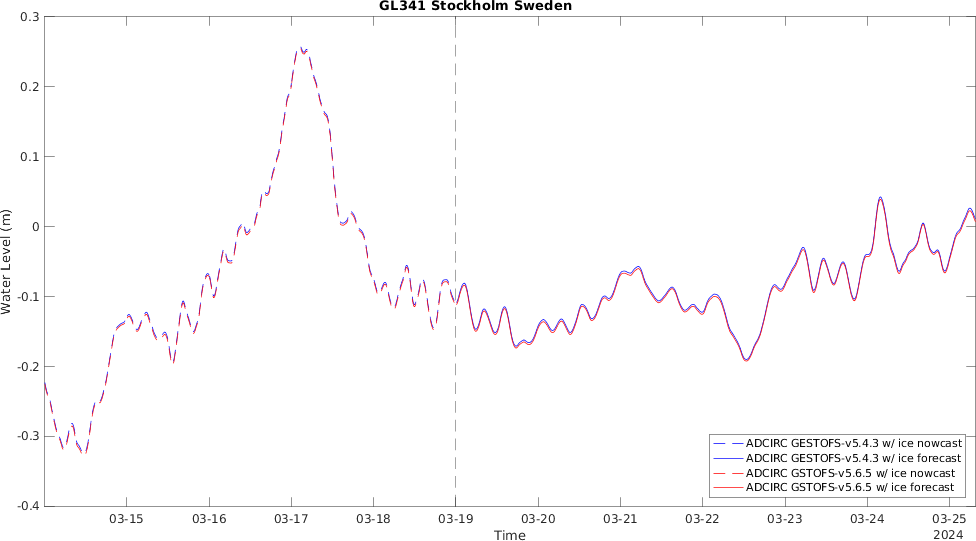 GL341 Stockholm Sweden
0.3
0.2
0.1
0
-0.1
-0.2
-0.3
-0.4
Water Level (m)
ADCIRC GESTOFS-v5.4.3 w/ ice nowcast
ADCIRC GESTOFS-v5.4.3 w/ ice forecast
ADCIRC GSTOFS-v5.6.5 w/ ice nowcast
ADCIRC GSTOFS-v5.6.5 w/ ice forecast
03-15 03-16 03-17 03-18 03-19 03-20 03-21 03-22 03-23 03-24 03-25
Time
2024